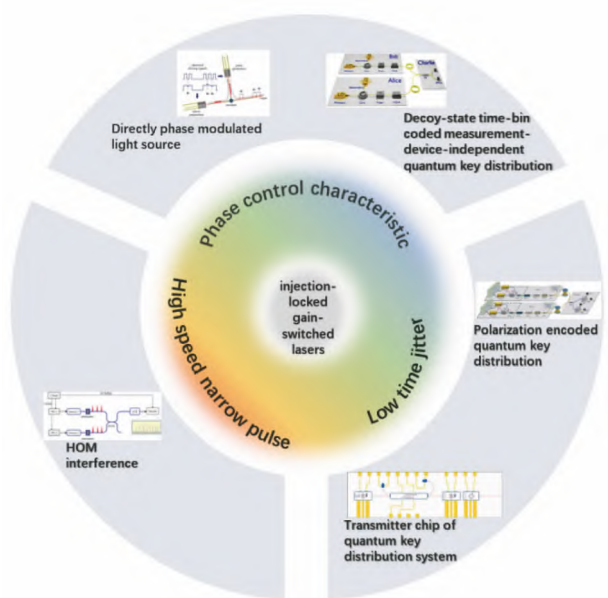 Directly phase modulated
light source
Bob
Alice
Charlie
Decoy-state time-bin
coded measurement-
device-independent
quantum key distribution
Phase control characteristic
High speed narrow pulse
Low time jitter
injection-
locked
gain-
switched
lasers
Polarization encoded
quantum key
distribution
HOM
interference
Transmitter chip of
quantum key
distribution system